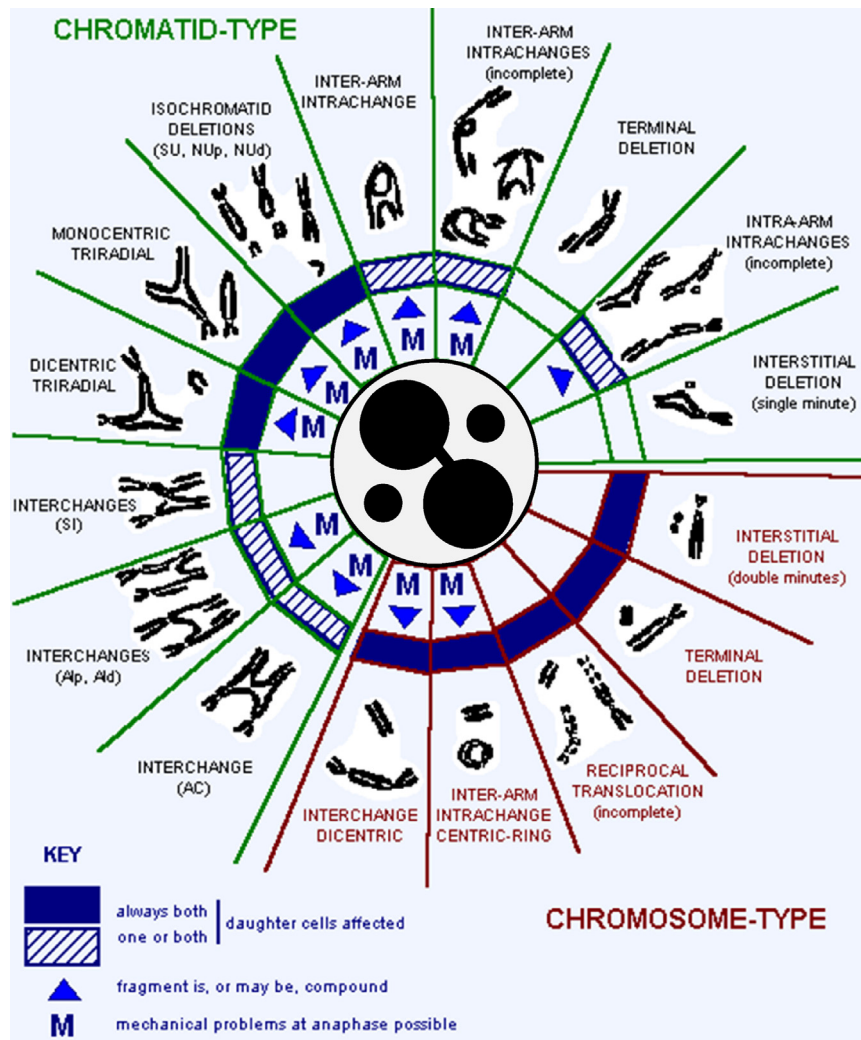 CHROMATID-TYPE
INTER-ARM
INTRACHANGES
(incomplete)
INTER-ARM
INTRACHANGE
ISOCHROMATID
DELETIONS
(SU, NUp, NUd)
TERMINAL
DELETION
MONOCENTRIC
TRIRADIAL
INTRA-ARM
INTRACHANGES
(incomplete)
DICENTRIC
TRIRADIAL
INTERSTITIAL
DELETION
(single minute)
M
M
M
M
M
INTERCHANGES
(SI)
M
M
M
M
INTERSTITIAL
DELETION
(double minutes)
INTERCHANGES
(AIp, AId)
TERMINAL
DELETION
INTERCHANGE
(AC)
INTERCHANGE
DICENTRIC
INTER-ARM
INTRACHANGE
CENTRIC-RING
RECIPROCAL
TRANSLOCATION
(incomplete)
KEY
always both
one or both
daughter cells affected
CHROMOSOME-TYPE
fragment is, or may be, compound
M mechanical problems at anaphase possible